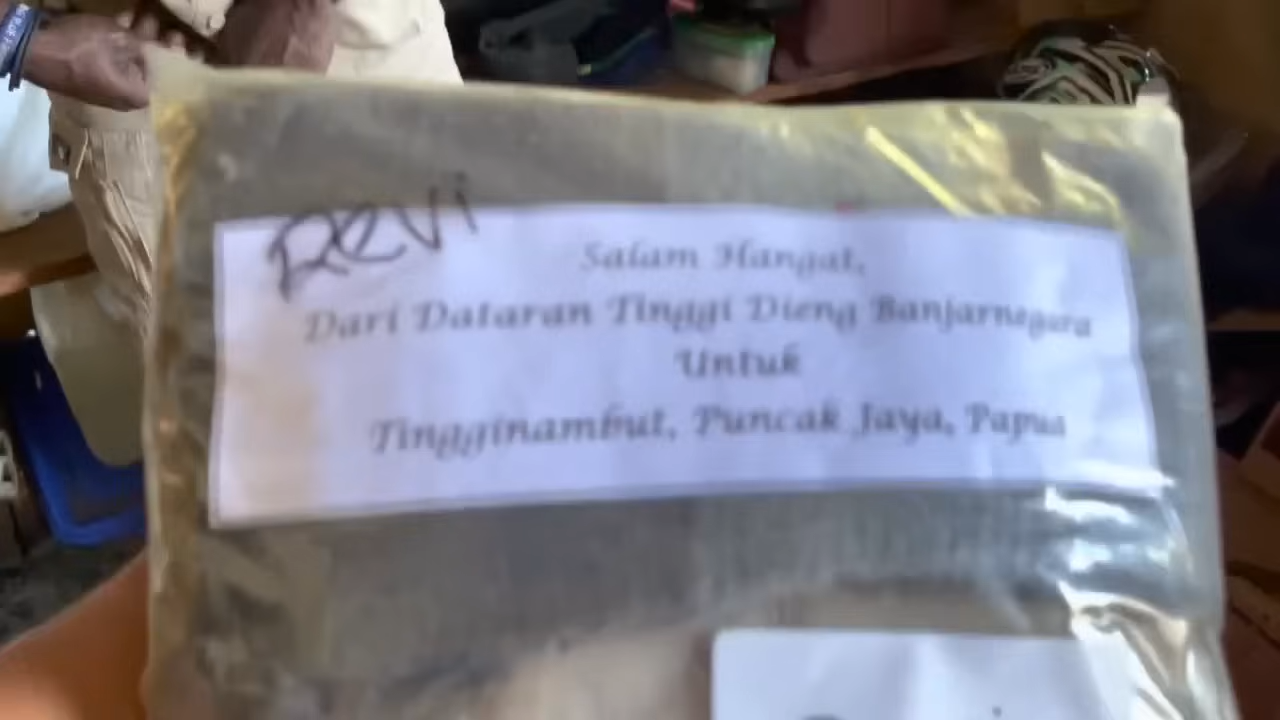 Revi
Salam Hangat,
Dari Dataran Tinggi Dieng Banjarnegara
Untuk
Tingginambut, Puncak Jaya, Papua